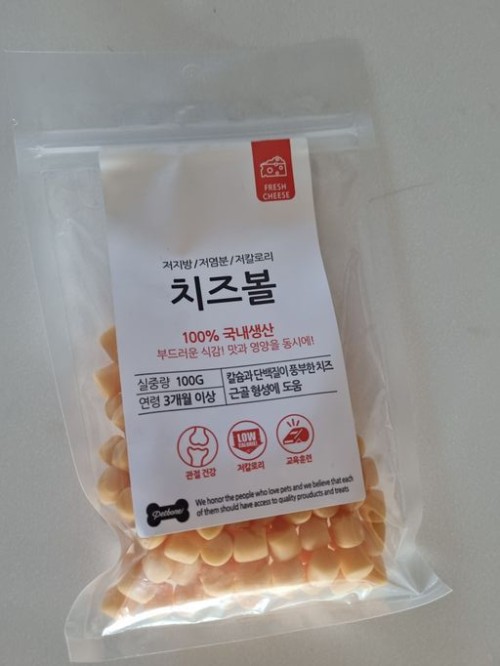 FRESH
CHEESE
저지방/저염분/저칼로리
치즈볼
100% 국내생산
부드러운 식감! 맛과 영양을 동시에!
실중량 100G
연령 3개월 이상
칼슘과 단백질이 풍부한 치즈
근골 형성에 도움
LOW
CALORIE
관절 건강
저칼로리
교육훈련
Petbone!
We honor the people who love pets and we believe that each
of them should have access to quality prouducts and treats